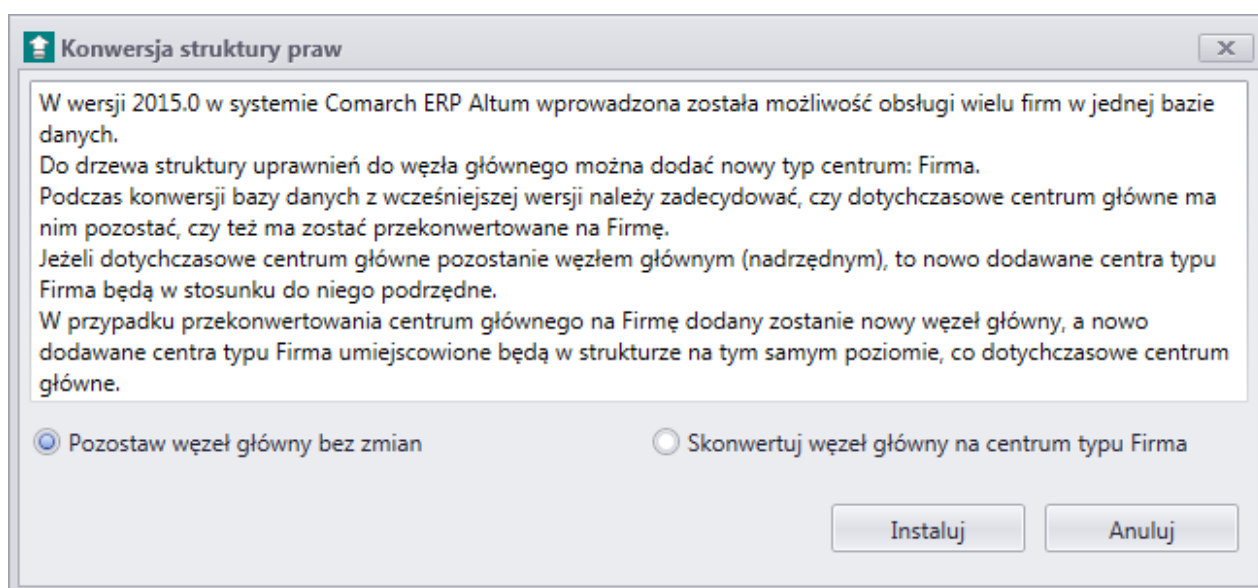 Konwersja struktury praw
W wersji 2015.0 w systemie Comarch ERP Altum wprowadzona została możliwość obsługi wielu firm w jednej bazie
danych.
Do drzewa struktury uprawnień do węzła głównego można dodać nowy typ centrum: Firma.
Podczas konwersji bazy danych z wcześniejszej wersji należy zadecydować, czy dotychczasowe centrum główne ma
nim pozostać, czy też ma zostać przekonwertowane na Firmę.
Jeżeli dotychczasowe centrum główne pozostanie węzłem głównym (nadrzędnym), to nowo dodawane centra typu
Firma będą w stosunku do niego podrzędne.
W przypadku przekonwertowania centrum głównego na Firmę dodany zostanie nowy węzeł główny, a nowo
dodawane centra typu Firma umiejscowione będą w strukturze na tym samym poziomie, co dotychczasowe centrum
główne.
Pozostaw węzeł główny bez zmian
Skonwertuj węzeł główny na centrum typu Firma
Instaluj
Anuluj